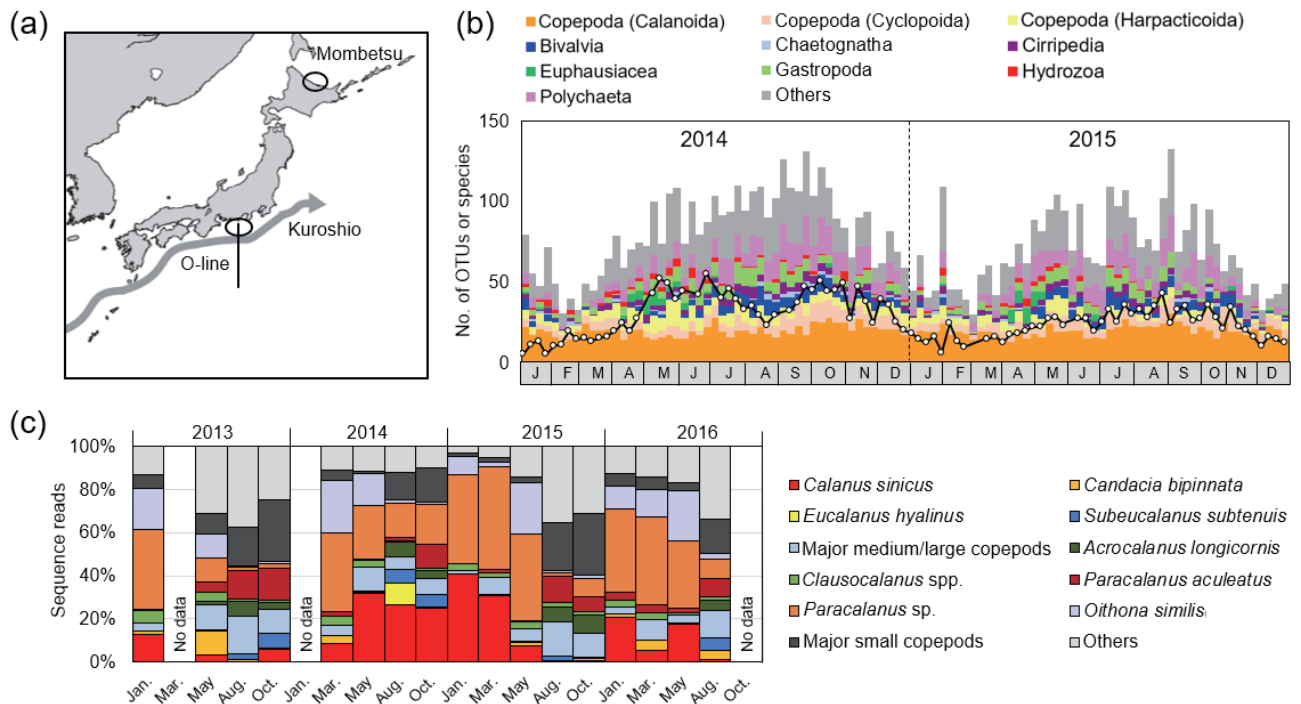 (a)
Mombetsu
Kuroshio
O-line
(b)
Copepoda (Calanoida) Copepoda (Cyclopoida) Copepoda (Harpacticoida)
Bivalvia Chaetognatha Cirripedia
Euphausiacea Gastropoda Hydrozoa
Polychaeta Others
No. of OTUs or species
150
100
50
0
2014 2015
J F M A M J J A S O N D J F M A M J J A S O N D
(c)
2013 2014 2015 2016
Sequence reads
100%
80%
60%
40%
20%
0%
No data No data No data
Jan. Mar. May Aug. Oct. Jan. Mar. May Aug. Oct. Jan. Mar. May Aug. Oct. Jan. Mar. May Aug. Oct.
Calanus sinicus Candacia bipinnata
Eucalanus hyalinus Subeucalanus subtenuis
Major medium/large copepods Acrocalanus longicornis
Clausocalanus spp. Paracalanus aculeatus
Paracalanus sp. Oithona similis
Major small copepods Others